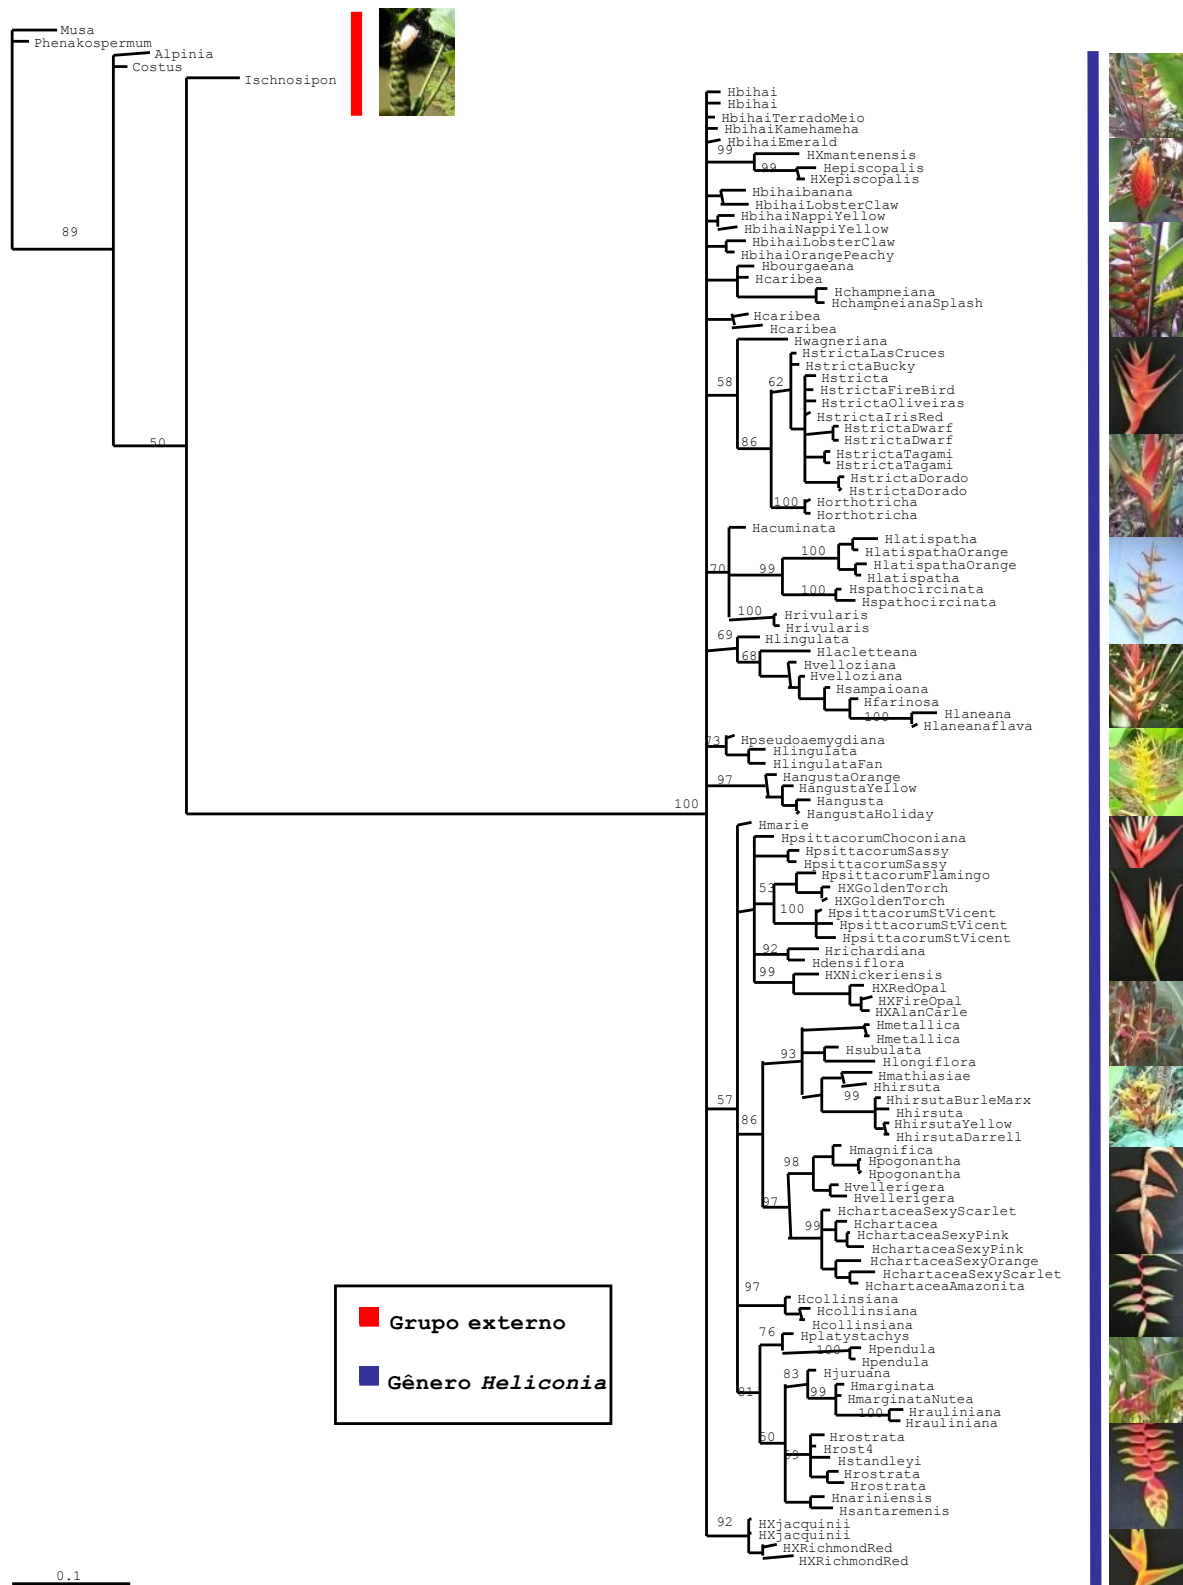 Musa
Phenakospermum
Alpinia
Costus
Ischnosipon
Hbihai
Hbihai
HbihaiTerradoMeio
HbihaiKamehameha
HbihaiEmerald
99
HXmantenensis
99
Hepiscopalis
HXepiscopalis
Hbihaibanana
HbihaiLobsterClaw
HbihaiNappiYellow
HbihaiNappiYellow
89
HbihaiLobsterClaw
HbihaiOrangePeachy
Hbourgaeana
Hcaribea
Hchampneiana
HchampneianaSplash
Hcaribea
Hcaribea
Hwagneriana
HstrictaLasCruces
HstrictaBucky
58
62
Hstricta
HstrictaFireBird
HstrictaOliveiras
HstrictaIrisRed
HstrictaDwarf
50
86
HstrictaDwarf
HstrictaTagami
HstrictaTagami
HstrictaDorado
HstrictaDorado
100
Horthotricha
Horthotricha
Hacuminata
Hlatispatha
100
HlatispathaOrange
70
99
HlatispathaOrange
Hlatispatha
100
Hspathocircinata
Hspathocircinata
100
Hrivularis
Hrivularis
69
Hlingulata
68
Hlacletteana
Hvelloziana
Hvelloziana
Hsampaioana
Hfarinosa
100
Hlaneana
Hlaneanaflava
73
Hpseudoaemygdiana
Hlingulata
HlingulataFan
97
HangustaOrange
HangustaYellow
100
Hangusta
HangustaHoliday
Hmarie
HpsittacorumChoconiana
HpsittacorumSassy
HpsittacorumSassy
HpsittacorumFlamingo
53
HXGoldenTorch
HXGoldenTorch
100
HpsittacorumStVicent
HpsittacorumStVicent
HpsittacorumStVicent
92
Hrichardiana
Hdensiflora
99
HXNickeriensis
HXRedOpal
HXFireOpal
HXAlanCarle
Hmetallica
Hmetallica
93
Hsubulata
Hlongiflora
Hmathiasiae
Hhirsuta
99
57
HhirsutaBurleMarx
Hhirsuta
86
HhirsutaYellow
HhirsutaDarrell
Hmagnifica
98
Hpogonantha
Hpogonantha
Hvellerigera
97
Hvellerigera
HchartaceaSexyScarlet
99
Hchartacea
HchartaceaSexyPink
HchartaceaSexyPink
HchartaceaSexyOrange
HchartaceaSexyScarlet
97
HchartaceaAmazonita
Hcollinsiana
Hcollinsiana
Hcollinsiana
76
Hplatystachys
100
Hpendula
Hpendula
83
Hjuruana
81
99
Hmarginata
HmarginataNutea
100
Hrauliniana
Hrauliniana
60
Hrostrata
Hrost4
Hstandleyi
Hrostrata
Hrostrata
Hnariniensis
Hsantaremensis
92
HXjacquinii
HXjacquinii
HXRichmondRed
HXRichmondRed
Grupo externo
Gênero Heliconia
0.1